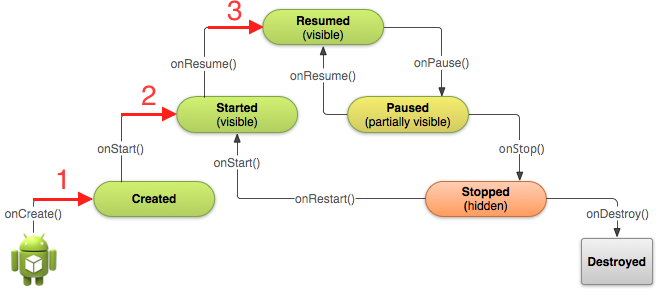 3
Resumed
(visible)
onResume()
onResume()
onPause()
2
Started
(visible)
Paused
(partially visible)
onStart()
onStart()
onStop()
1
Created
onRestart()
Stopped
(hidden)
onCreate()
onDestroy()
Destroyed